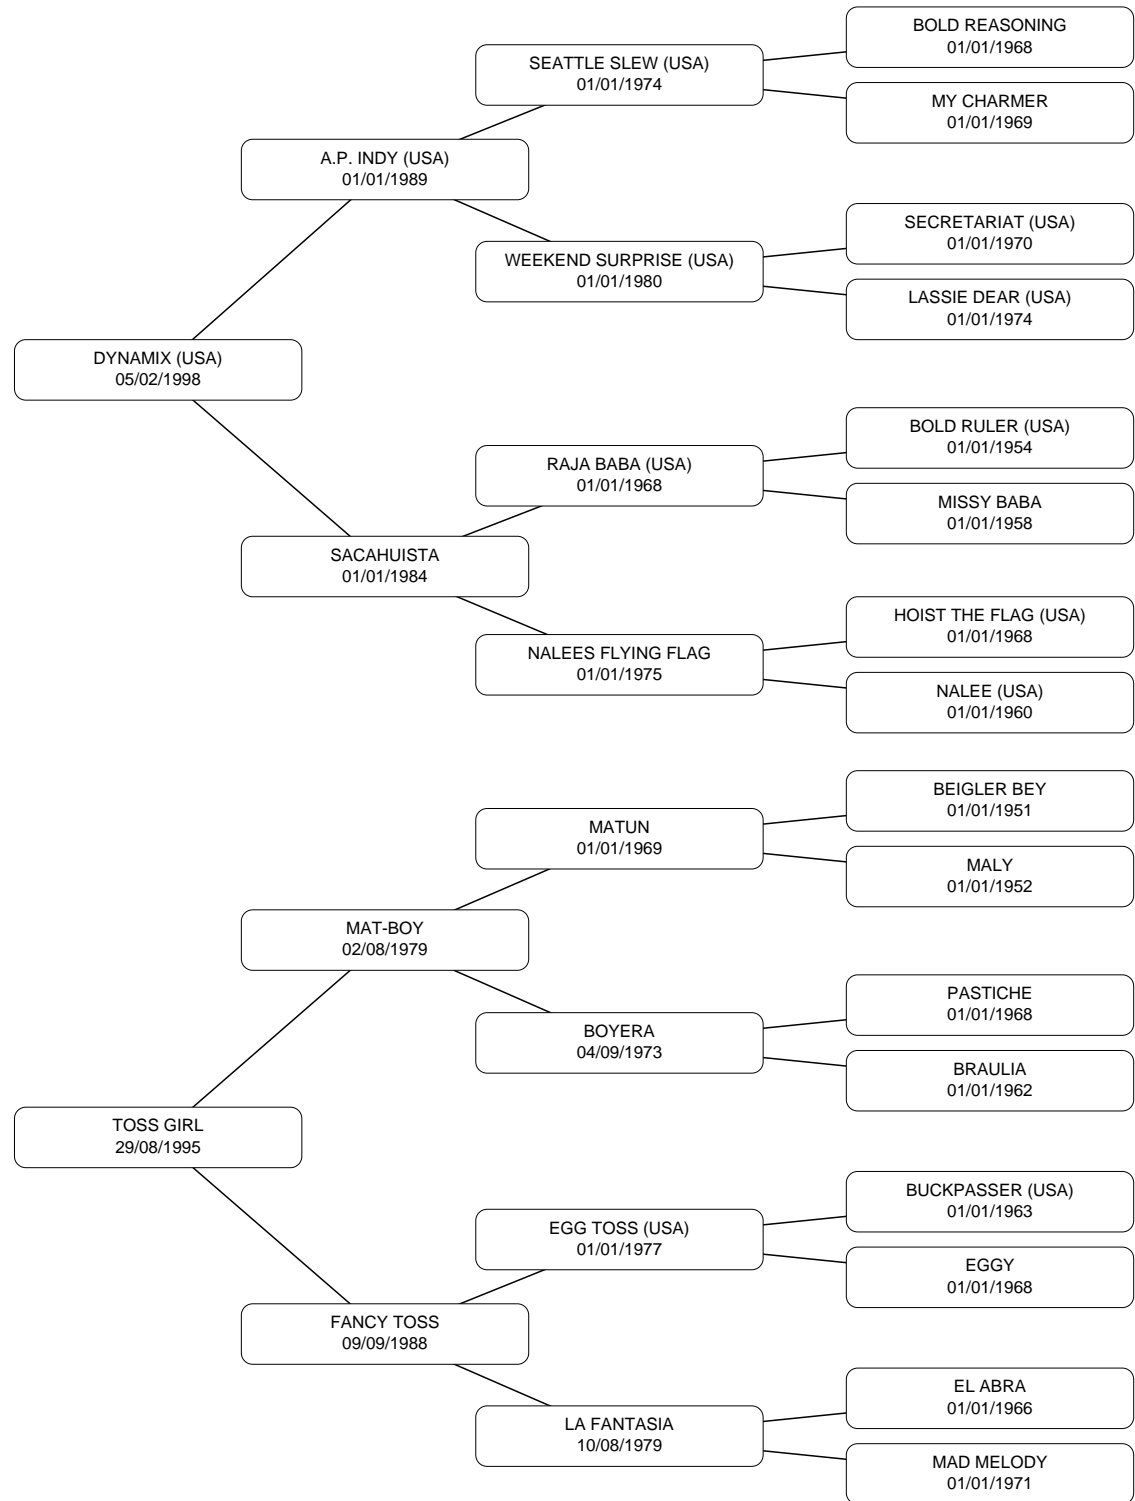 BOLD REASONING
01/01/1968
SEATTLE SLEW (USA)
01/01/1974
MY CHARMER
01/01/1969
A.P. INDY (USA)
01/01/1989
SECRETARIAT (USA)
01/01/1970
WEEKEND SURPRISE (USA)
01/01/1980
LASSIE DEAR (USA)
01/01/1974
DYNAMIX (USA)
05/02/1998
BOLD RULER (USA)
01/01/1954
RAJA BABA (USA)
01/01/1968
MISSY BABA
01/01/1958
SACAHUISTA
01/01/1984
HOIST THE FLAG (USA)
01/01/1968
NALEES FLYING FLAG
01/01/1975
NALEE (USA)
01/01/1960
BEIGLER BEY
01/01/1951
MATUN
01/01/1969
MALY
01/01/1952
MAT-BOY
02/08/1979
PASTICHE
01/01/1968
BOYERA
04/09/1973
BRAULIA
01/01/1962
TOSS GIRL
29/08/1995
BUCKPASSER (USA)
01/01/1963
EGG TOSS (USA)
01/01/1977
EGGY
01/01/1968
FANCY TOSS
09/09/1988
EL ABRA
01/01/1966
LA FANTASIA
10/08/1979
MAD MELODY
01/01/1971